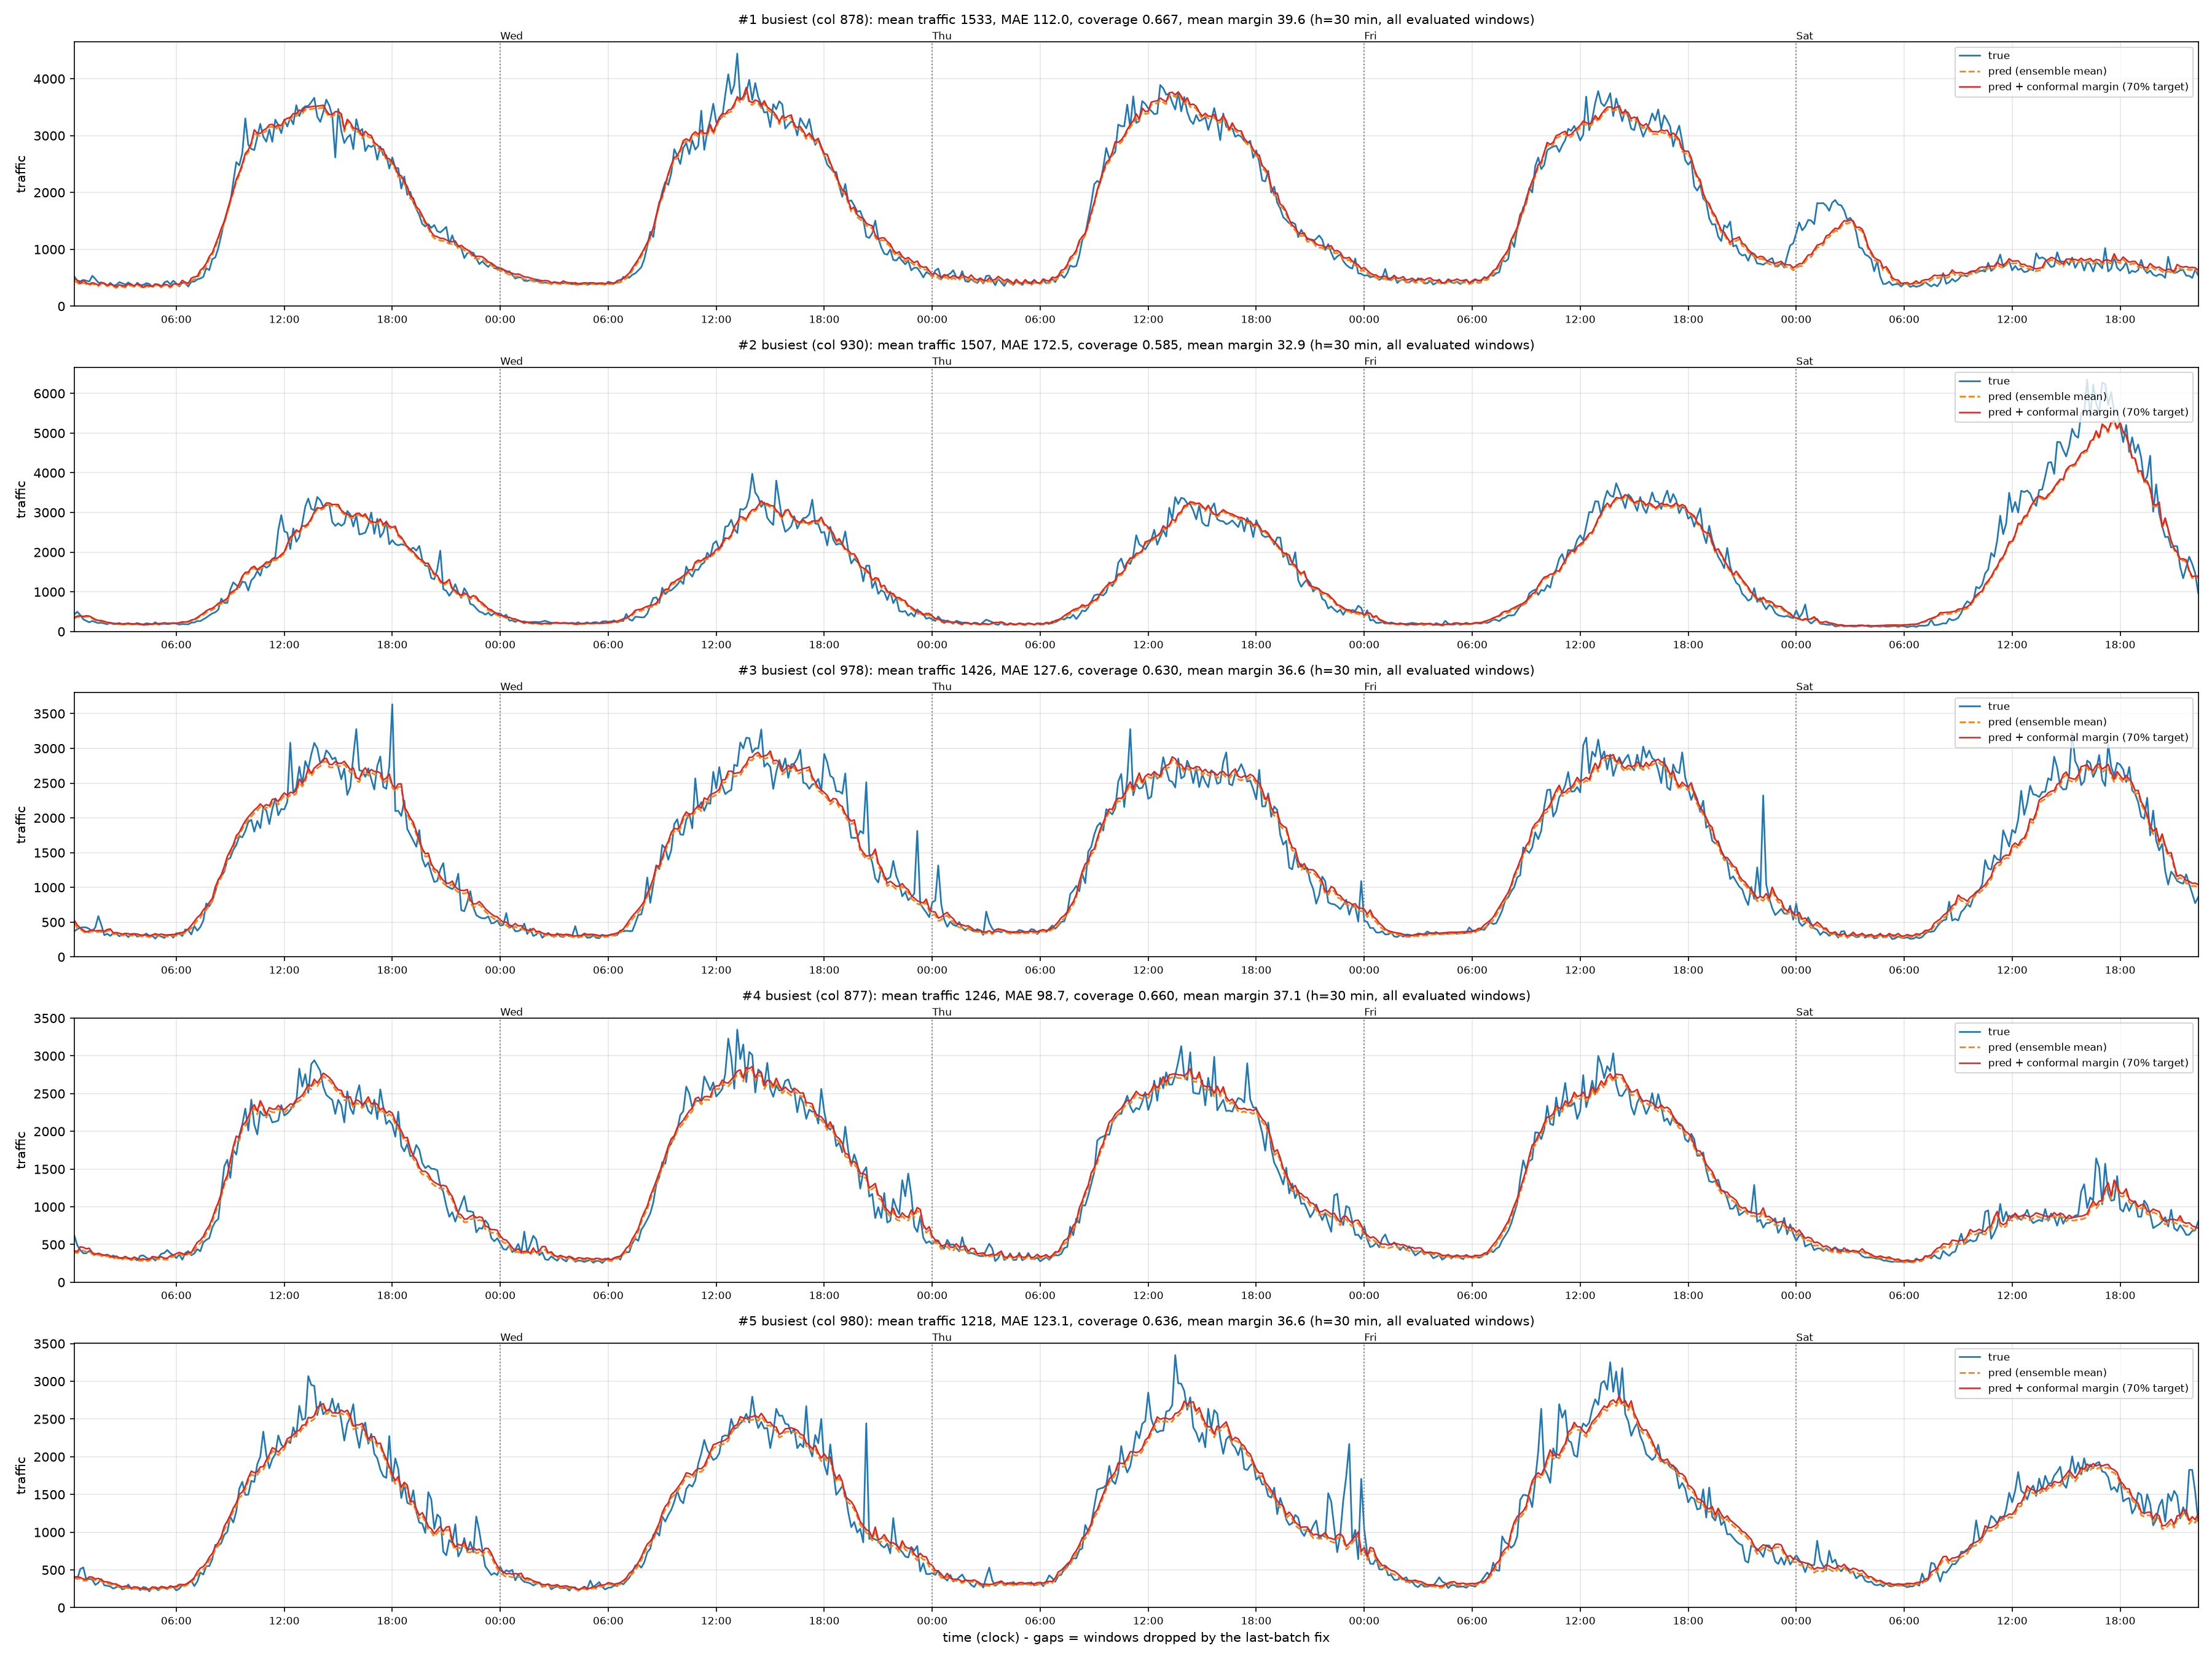 #1 busiest (col 878): mean traffic 1533, MAE 112.0, coverage 0.667, mean margin 39.6 (h=30 min, all evaluated windows)
Wed Thu Fri Sat
true
pred (ensemble mean)
pred + conformal margin (70% target)
4000
3000
2000
1000
0
traffic
06:00 12:00 18:00 00:00 06:00 12:00 18:00 00:00 06:00 12:00 18:00 00:00 06:00 12:00 18:00 00:00 06:00 12:00 18:00
#2 busiest (col 930): mean traffic 1507, MAE 172.5, coverage 0.585, mean margin 32.9 (h=30 min, all evaluated windows)
Wed Thu Fri Sat
true
pred (ensemble mean)
pred + conformal margin (70% target)
6000
5000
4000
3000
2000
1000
0
traffic
06:00 12:00 18:00 00:00 06:00 12:00 18:00 00:00 06:00 12:00 18:00 00:00 06:00 12:00 18:00 00:00 06:00 12:00 18:00
#3 busiest (col 978): mean traffic 1426, MAE 127.6, coverage 0.630, mean margin 36.6 (h=30 min, all evaluated windows)
Wed Thu Fri Sat
true
pred (ensemble mean)
pred + conformal margin (70% target)
3500
3000
2500
2000
1500
1000
500
0
traffic
06:00 12:00 18:00 00:00 06:00 12:00 18:00 00:00 06:00 12:00 18:00 00:00 06:00 12:00 18:00 00:00 06:00 12:00 18:00
#4 busiest (col 877): mean traffic 1246, MAE 98.7, coverage 0.660, mean margin 37.1 (h=30 min, all evaluated windows)
Wed Thu Fri Sat
true
pred (ensemble mean)
pred + conformal margin (70% target)
3500
3000
2500
2000
1500
1000
500
0
traffic
06:00 12:00 18:00 00:00 06:00 12:00 18:00 00:00 06:00 12:00 18:00 00:00 06:00 12:00 18:00 00:00 06:00 12:00 18:00
#5 busiest (col 980): mean traffic 1218, MAE 123.1, coverage 0.636, mean margin 36.6 (h=30 min, all evaluated windows)
Wed Thu Fri Sat
true
pred (ensemble mean)
pred + conformal margin (70% target)
3500
3000
2500
2000
1500
1000
500
0
traffic
06:00 12:00 18:00 00:00 06:00 12:00 18:00 00:00 06:00 12:00 18:00 00:00 06:00 12:00 18:00 00:00 06:00 12:00 18:00
time (clock) - gaps = windows dropped by the last-batch fix